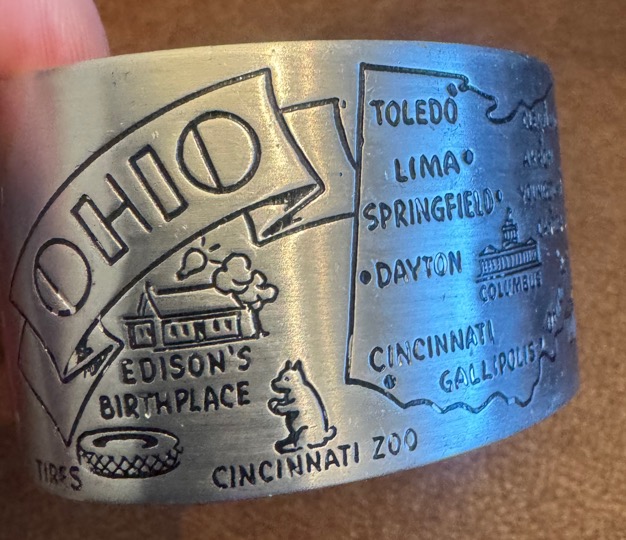 OHIO
EDISON'S
BIRTHPLACE
TIRES
CINCINNATI ZOO
TOLEDO
LIMA
SPRINGFIELD
DAYTON
COLUMBUS
CINCINNATI
GALLIPOLIS